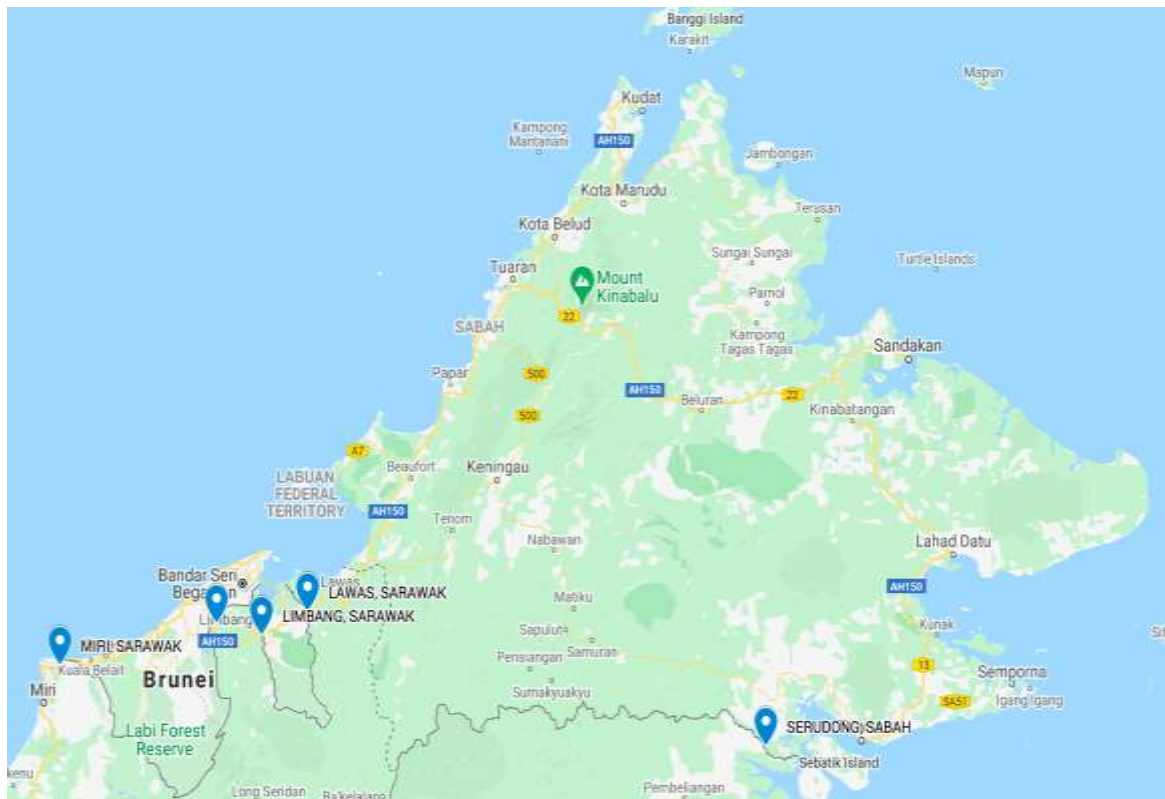 Banggi Island
Karakit
Mapun
Kudat
Kampong
Mantanani
AH150
Jambongan
Kota Marudu
Terusan
Kota Belud
Sungai Sungai
Turtle Islands
Tuaran
Mount
Kinabalu
Pamol
22
SABAH
Kampong
Tagas Tagas
Sandakan
Papar
500
AH150
Beluran
22
Kinabatangan
500
A7
Beaufort
Keningau
LABUAN
FEDERAL
TERRITORY
AH150
Tenom
Nabawan
Lahad Datu
Bandar Seri
Lawas
LAWAS, SARAWAK
AH150
Matiku
Limbang
LIMBANG, SARAWAK
Sapulut
Kunak
AH150
MIRI, SARAWAK
Samuran
Pensiangan
Kuala Belait
13
Semporna
Brunei
Miri
Sumakyukyu
SA51
Igang Igang
Labi Forest
Reserve
SERUDONG, SABAH
Sebatik Island
Long Seridan
Pembeliangan